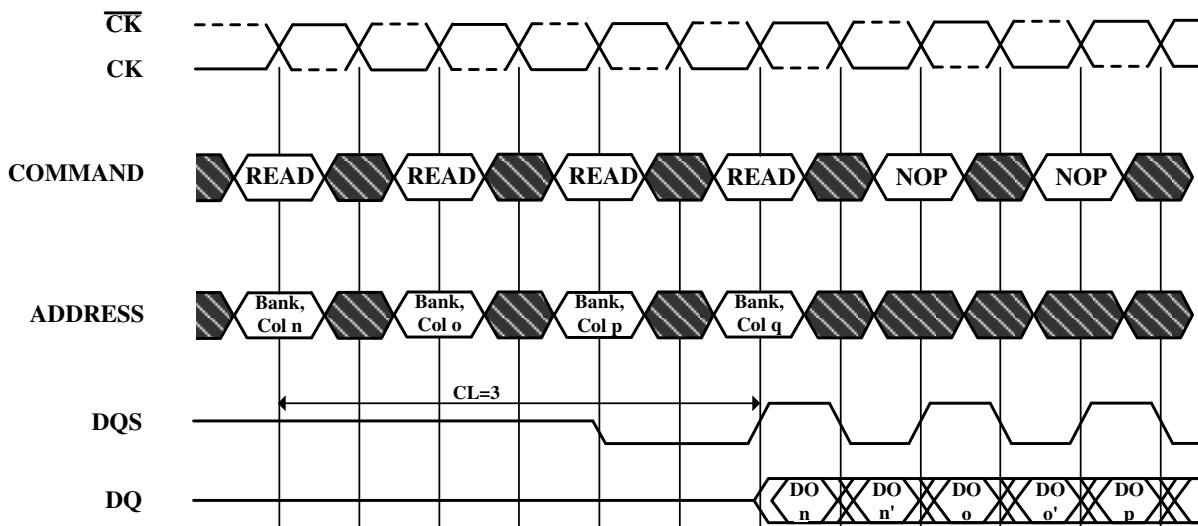 CK
CK
COMMAND READ READ READ READ NOP NOP
ADDRESS Bank, Col n Bank, Col o Bank, Col p Bank, Col q
CL=3
DQS
DQ DO n DO n' DO o DO o' DO p